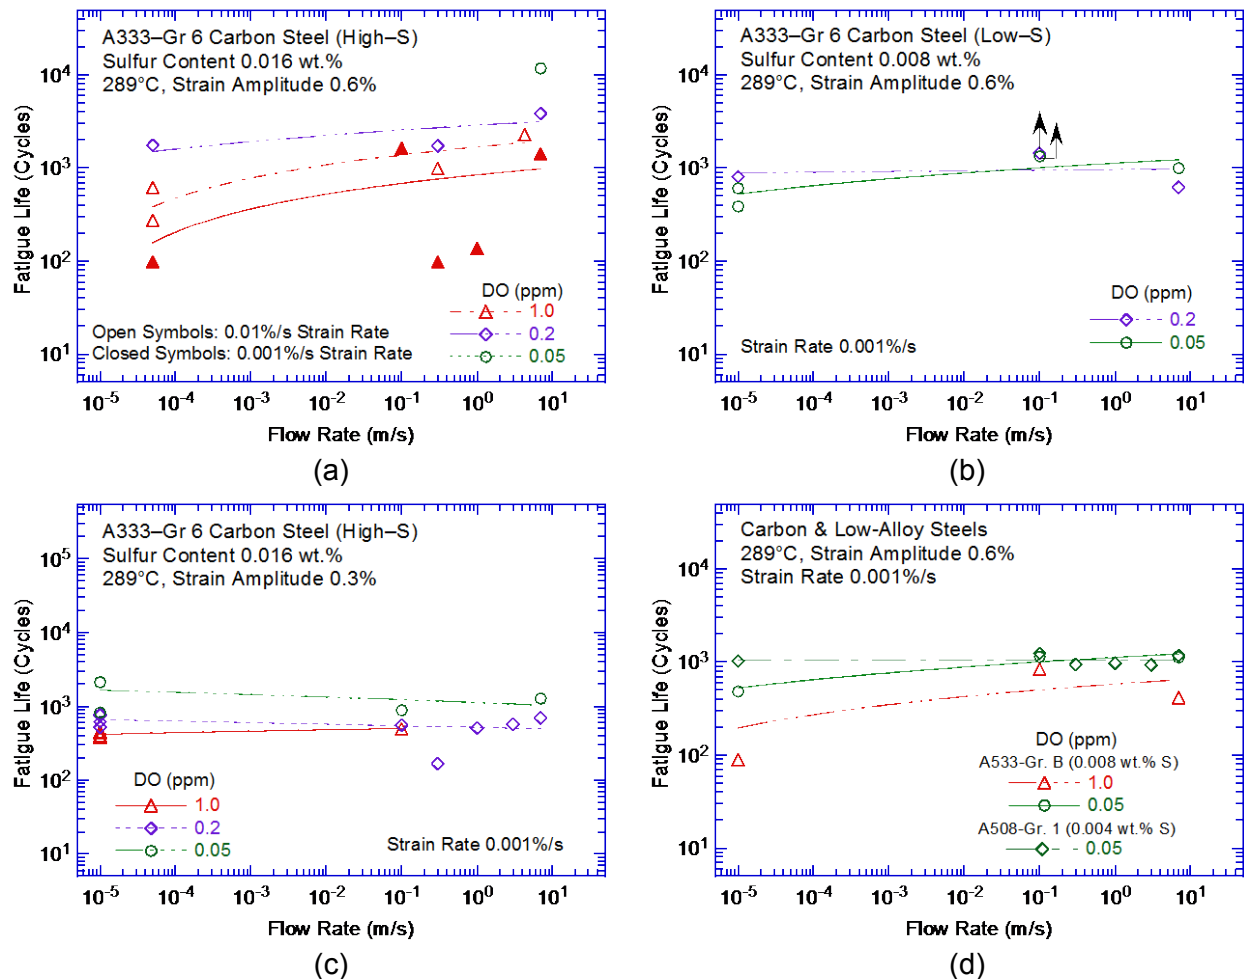 A333–Gr 6 Carbon Steel (High–S)
Sulfur Content 0.016 wt.%
289°C, Strain Amplitude 0.6%
10⁴
10³
10²
10¹
Fatigue Life (Cycles)
DO (ppm)
1.0
0.2
0.05
Open Symbols: 0.01%/s Strain Rate
Closed Symbols: 0.001%/s Strain Rate
10⁻⁵ 10⁻⁴ 10⁻³ 10⁻² 10⁻¹ 10⁰ 10¹
Flow Rate (m/s)
(a)
A333–Gr 6 Carbon Steel (Low–S)
Sulfur Content 0.008 wt.%
289°C, Strain Amplitude 0.6%
10⁴
10³
10²
10¹
Fatigue Life (Cycles)
DO (ppm)
0.2
0.05
Strain Rate 0.001%/s
10⁻⁵ 10⁻⁴ 10⁻³ 10⁻² 10⁻¹ 10⁰ 10¹
Flow Rate (m/s)
(b)
A333–Gr 6 Carbon Steel (High–S)
Sulfur Content 0.016 wt.%
289°C, Strain Amplitude 0.3%
10⁵
10⁴
10³
10²
10¹
Fatigue Life (Cycles)
DO (ppm)
1.0
0.2
0.05
Strain Rate 0.001%/s
10⁻⁵ 10⁻⁴ 10⁻³ 10⁻² 10⁻¹ 10⁰ 10¹
Flow Rate (m/s)
(c)
Carbon & Low-Alloy Steels
289°C, Strain Amplitude 0.6%
Strain Rate 0.001%/s
10⁴
10³
10²
10¹
Fatigue Life (Cycles)
DO (ppm)
A533-Gr. B (0.008 wt.% S)
1.0
0.05
A508-Gr. 1 (0.004 wt.% S)
0.05
10⁻⁵ 10⁻⁴ 10⁻³ 10⁻² 10⁻¹ 10⁰ 10¹
Flow Rate (m/s)
(d)